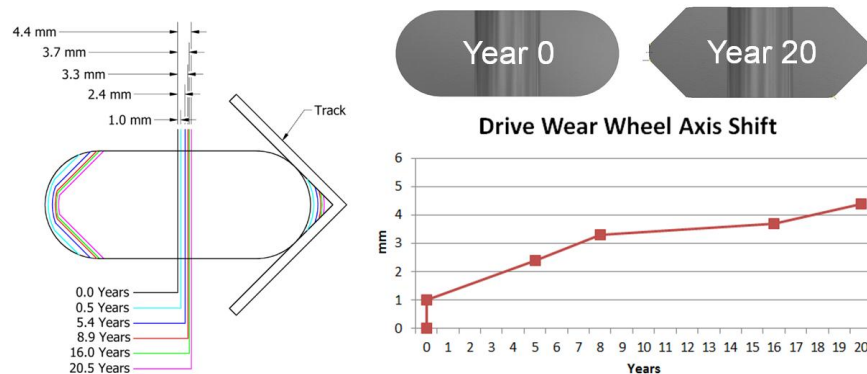 4.4 mm
3.7 mm
3.3 mm
2.4 mm
1.0 mm
Track
0.0 Years
0.5 Years
5.4 Years
8.9 Years
16.0 Years
20.5 Years
Year 0
Year 20
Drive Wear Wheel Axis Shift
6
5
4
3
2
1
0
mm
0 1 2 3 4 5 6 7 8 9 10 11 12 13 14 15 16 17 18 19 20
Years